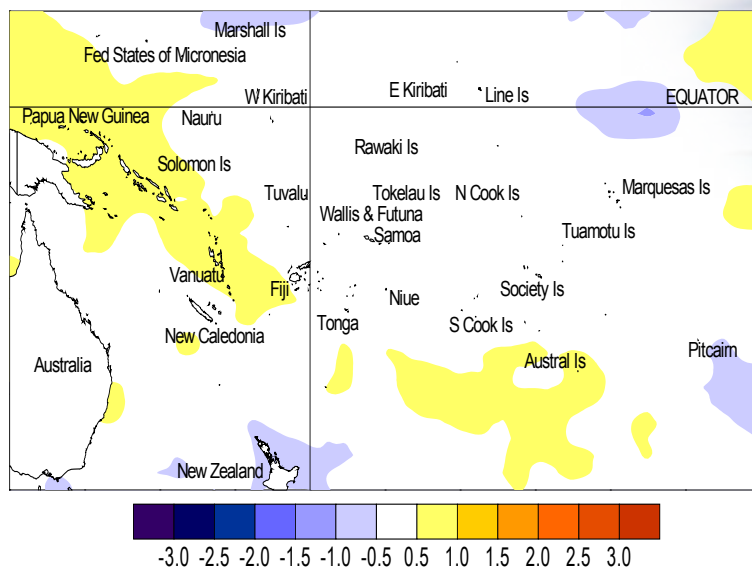 Marshall Is
Fed States of Micronesia
W Kiribati
E Kiribati
Line Is
EQUATOR
Papua New Guinea
Nauru
Rawaki Is
Solomon Is
Tuvalu
Tokelau Is
N Cook Is
Marquesas Is
Wallis & Futuna
Samoa
Tuamotu Is
Vanuatu
Fiji
Niue
Society Is
New Caledonia
Tonga
S Cook Is
Australia
Austral Is
Pitcairn
New Zealand
-3.0 -2.5 -2.0 -1.5 -1.0 -0.5 0.5 1.0 1.5 2.0 2.5 3.0